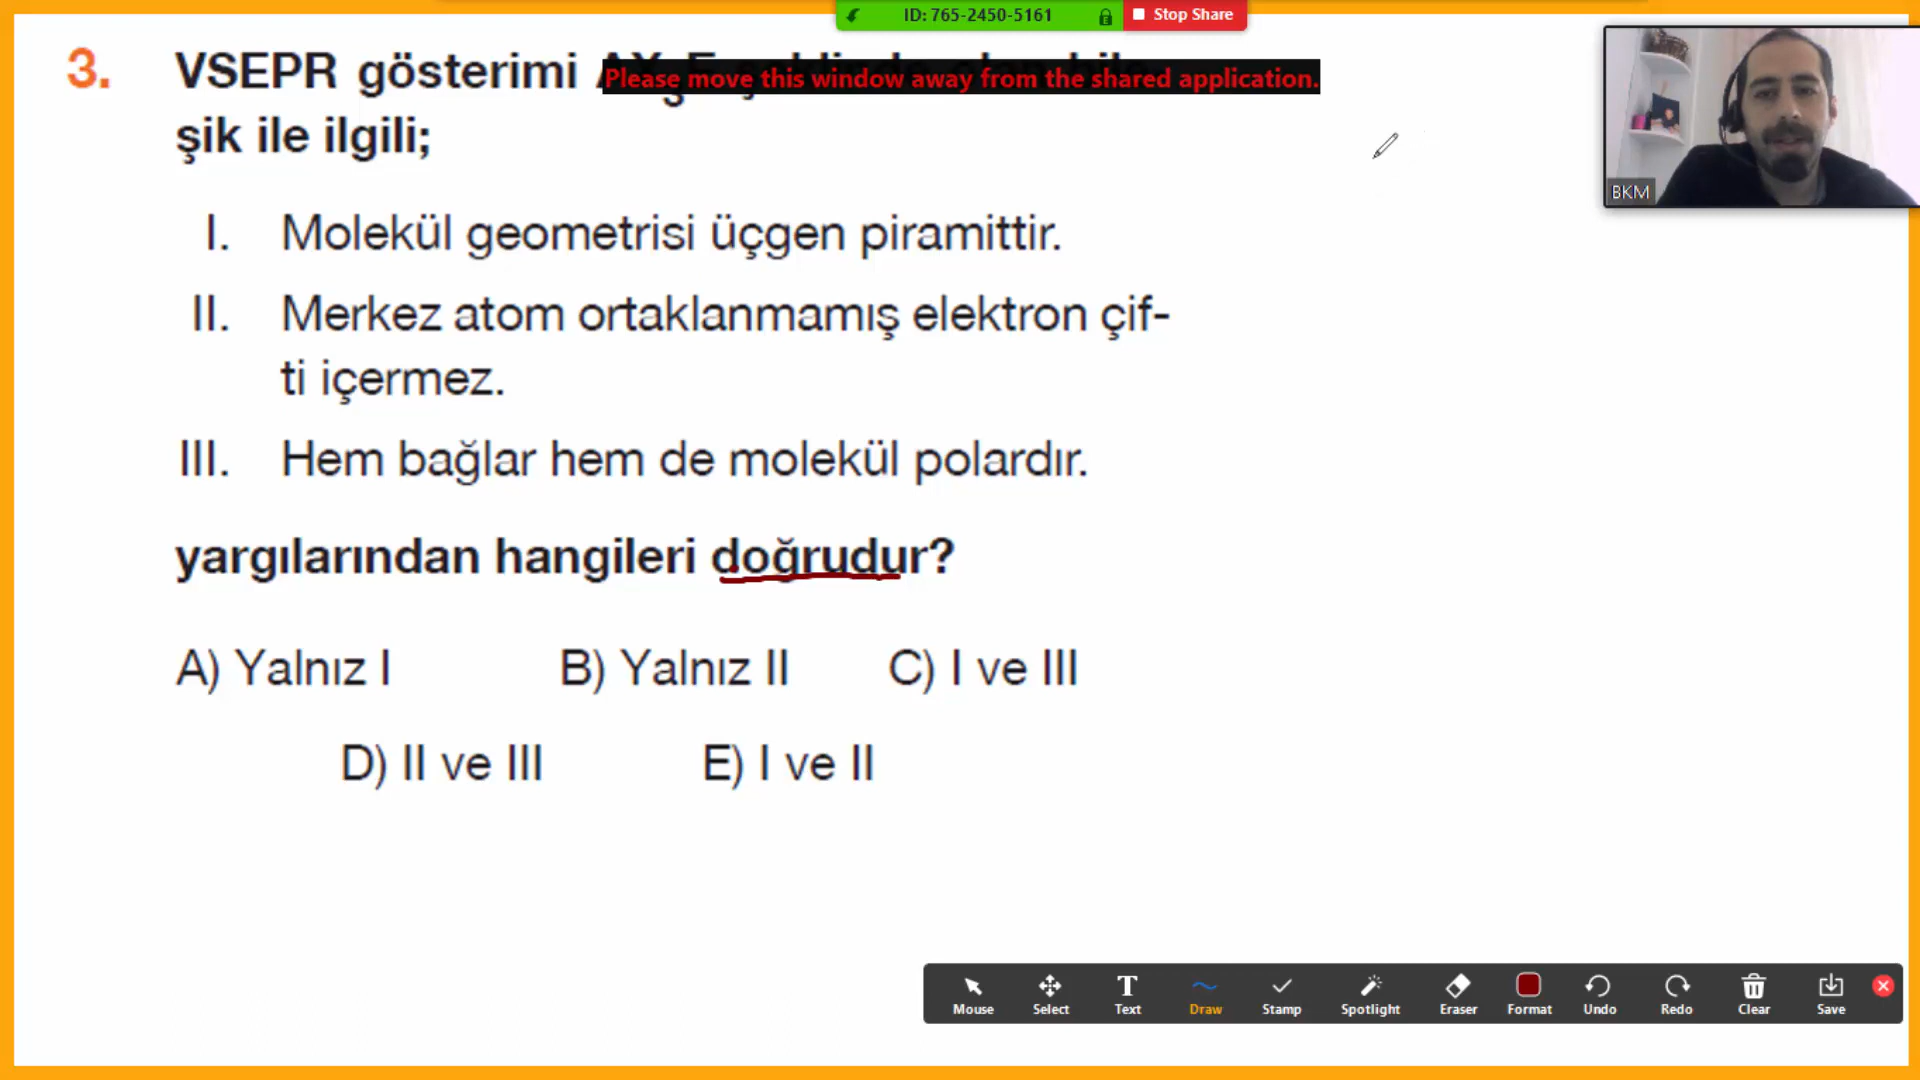 ID: 765-2450-5161
Stop Share
3. VSEPR gösterimi
Please move this window away from the shared application.
şik ile ilgili;
BKM
I. Molekül geometrisi üçgen piramittir.
II. Merkez atom ortaklanmamış elektron çif-
ti içermez.
III. Hem bağlar hem de molekül polardır.
yargılarından hangileri doğrudur?
A) Yalnız I B) Yalnız II C) I ve III
D) II ve III E) I ve II
Mouse Select Text Draw Stamp Spotlight Eraser Format Undo Redo Clear Save